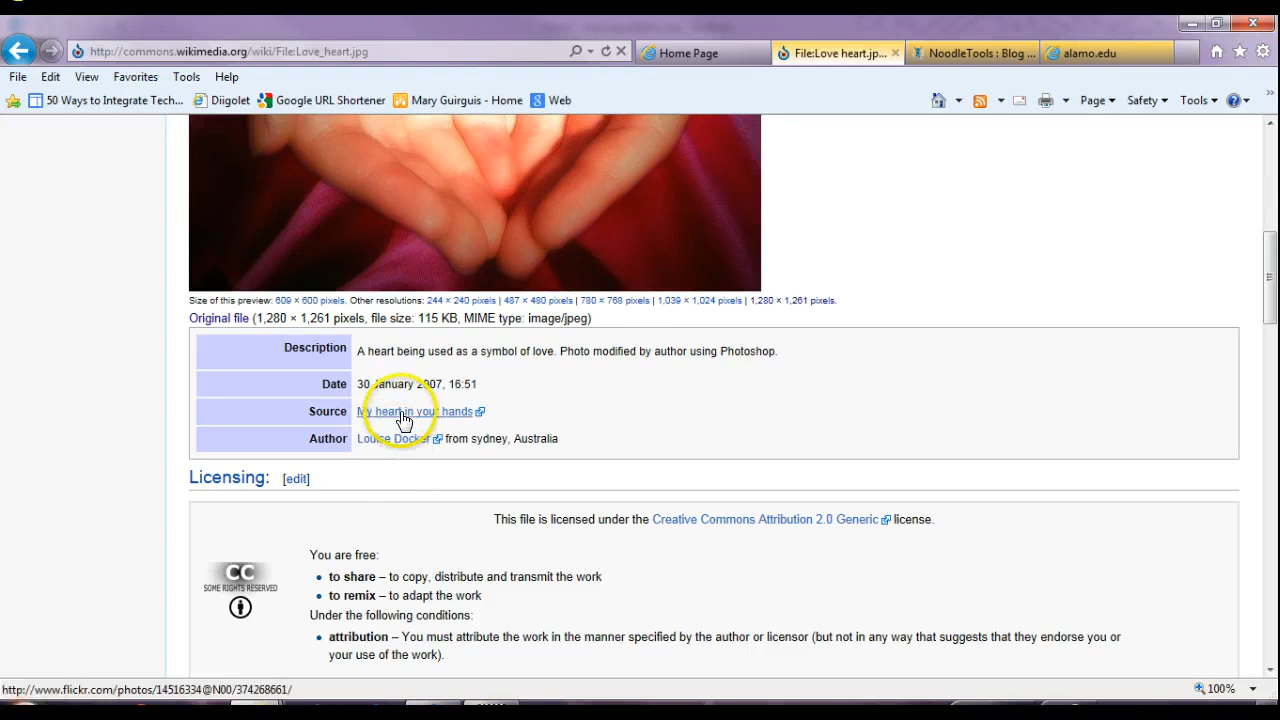 http://commons.wikimedia.org/wiki/File:Love_heart.jpg
Home Page
File:Love heart.jp...
NoodleTools : Blog ...
alamo.edu
File Edit View Favorites Tools Help
50 Ways to Integrate Tech...
Diigolet
Google URL Shortener
Mary Guirguis - Home
Web
Page
Safety
Tools
Size of this preview: 609 × 600 pixels. Other resolutions: 244 × 240 pixels | 487 × 480 pixels | 780 × 768 pixels | 1,039 × 1,024 pixels | 1,280 × 1,261 pixels.
Original file (1,280 × 1,261 pixels, file size: 115 KB, MIME type: image/jpeg)
Description A heart being used as a symbol of love. Photo modified by author using Photoshop.
Date 30 January 2007, 16:51
Source My heart in your hands
Author Louise Docker from sydney, Australia
Licensing: [edit]
This file is licensed under the Creative Commons Attribution 2.0 Generic license.
CC
SOME RIGHTS RESERVED
You are free:
• to share – to copy, distribute and transmit the work
• to remix – to adapt the work
Under the following conditions:
• attribution – You must attribute the work in the manner specified by the author or licensor (but not in any way that suggests that they endorse you or
your use of the work).
http://www.flickr.com/photos/14516334@N00/374268661/
100%